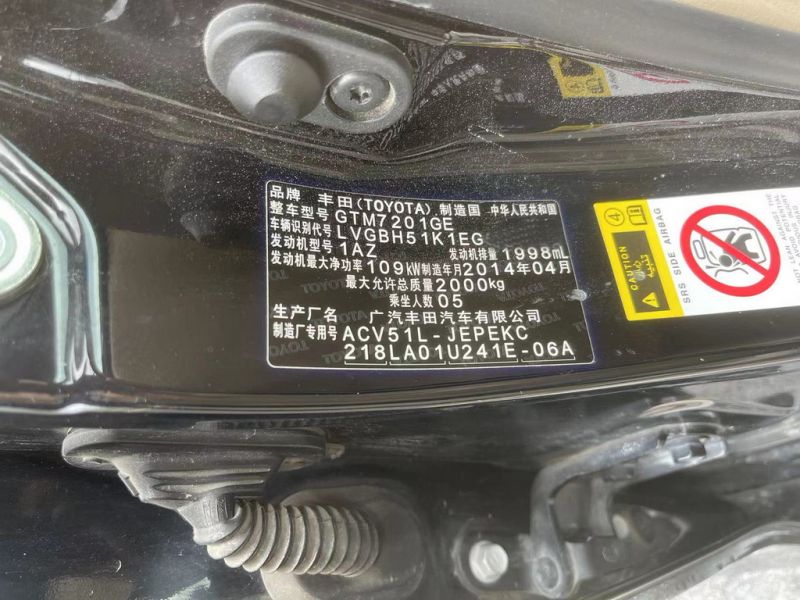 品牌 丰田(TOYOTA) 制造国 中华人民共和国
整车型号 GTM7201GE
车辆识别代号 LVGBH51K1EG
发动机型号 1AZ 发动机排量 1998mL
发动机最大净功率 109kW 制造年月 2014年04月
最大允许总质量 2000kg
乘坐人数 05
生产厂名 广汽丰田汽车有限公司
制造厂专用号 ACV51L-JEPEKC
218LA01U241E-06A
CAUTION
SRS SIDE AIRBAG
TO AVOID INJURY